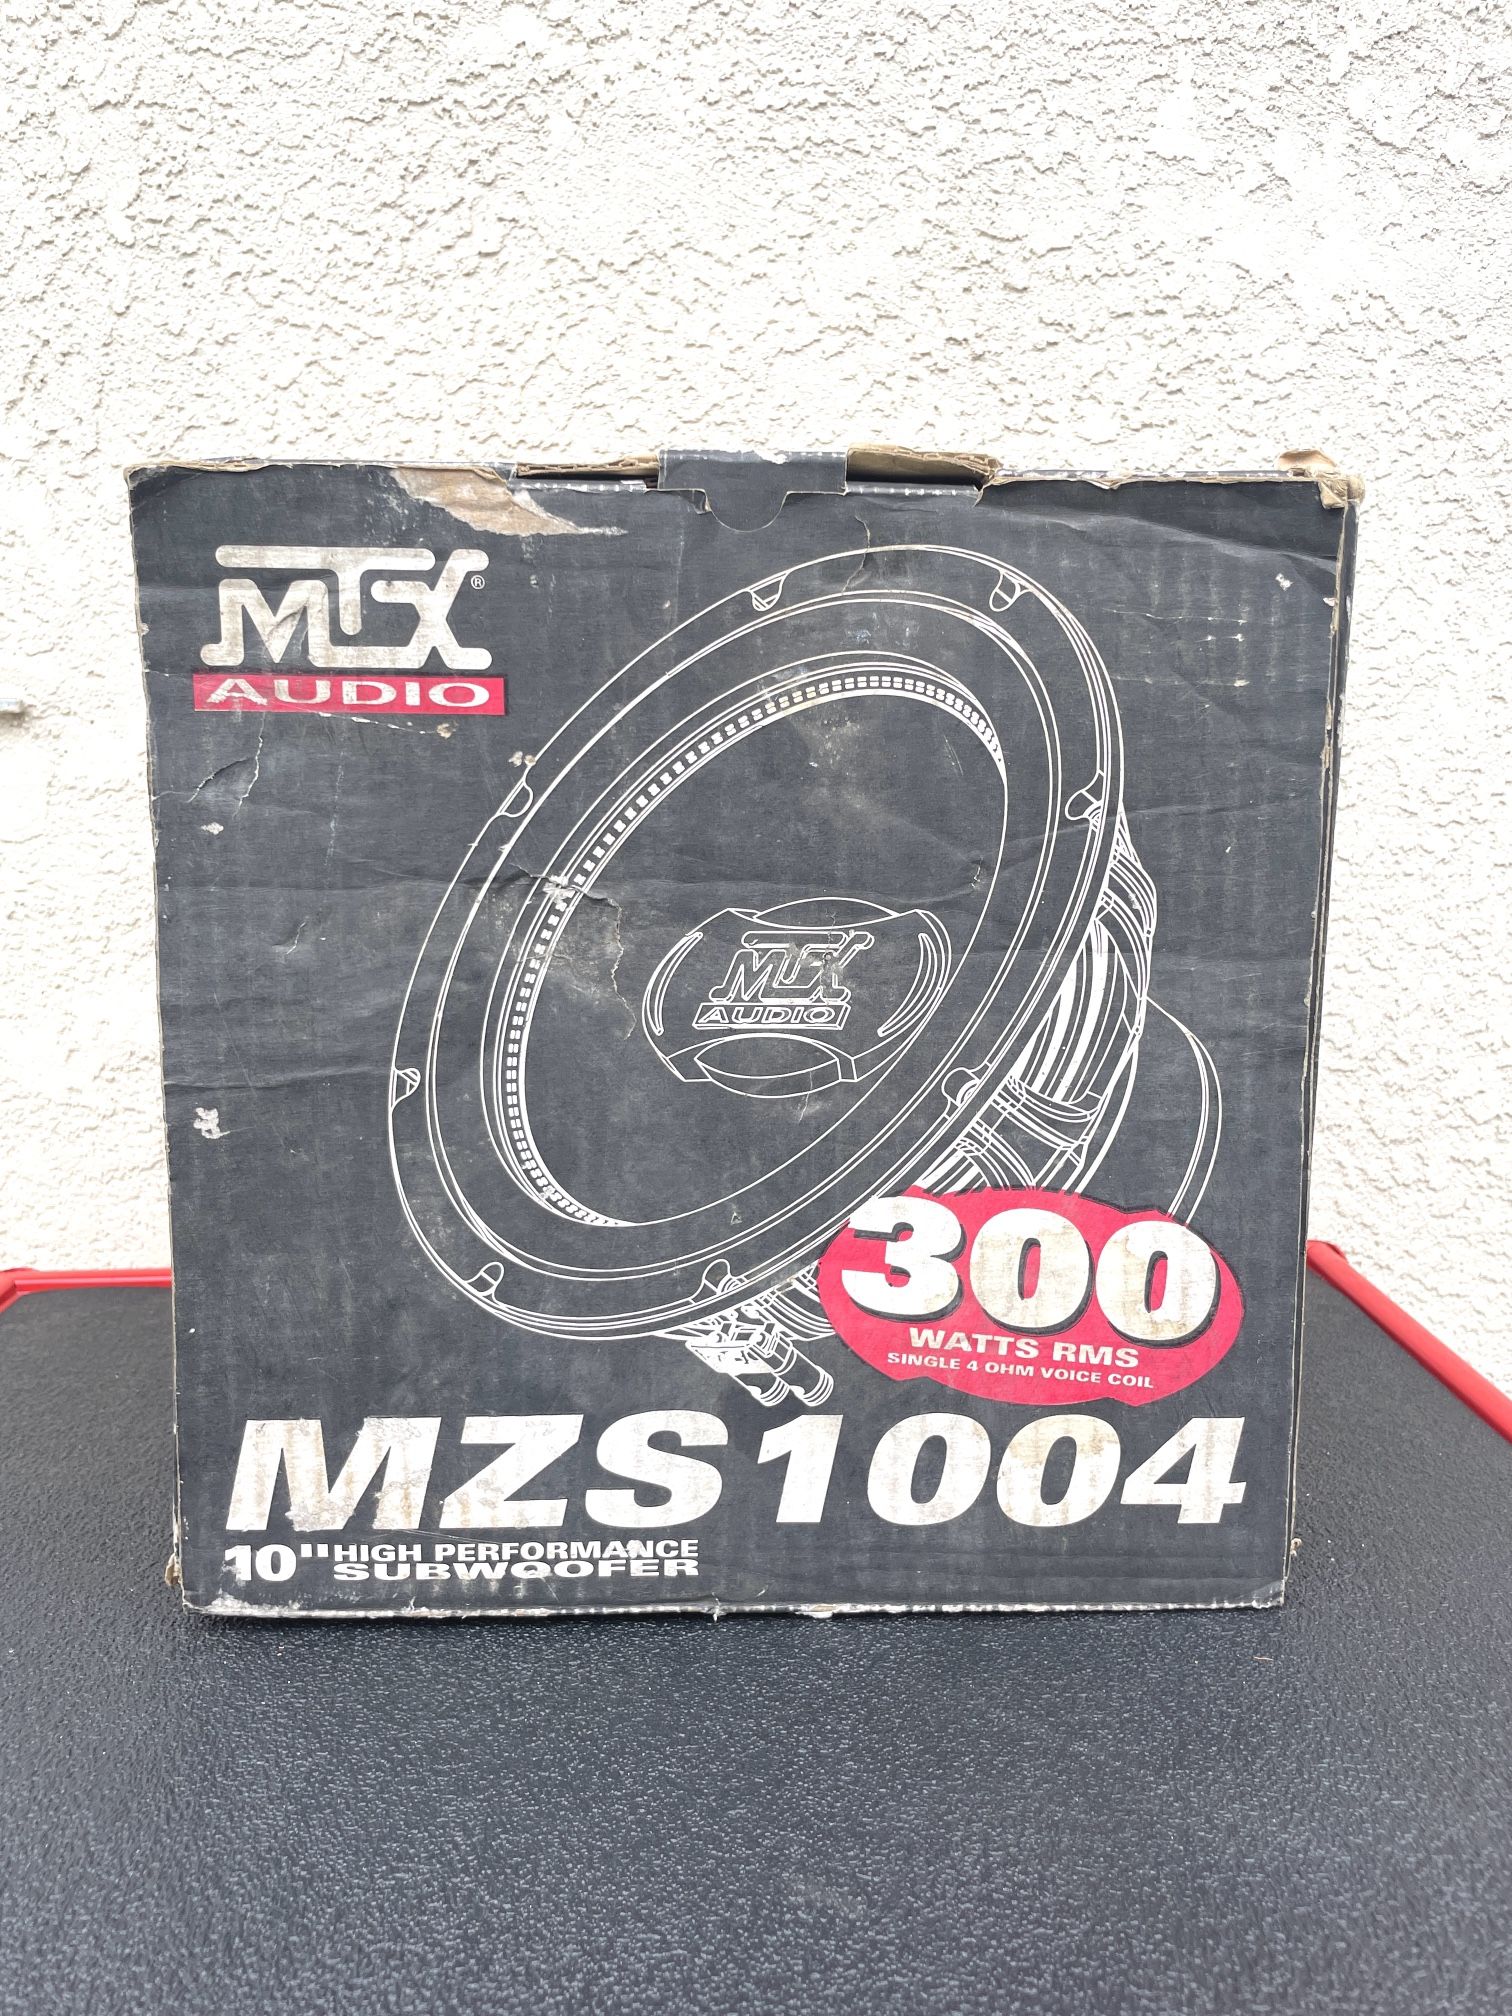 MTX®
AUDIO
MTX
AUDIO
300
WATTS RMS
SINGLE 4 OHM VOICE COIL
MZS1004
10" HIGH PERFORMANCE
SUBWOOFER